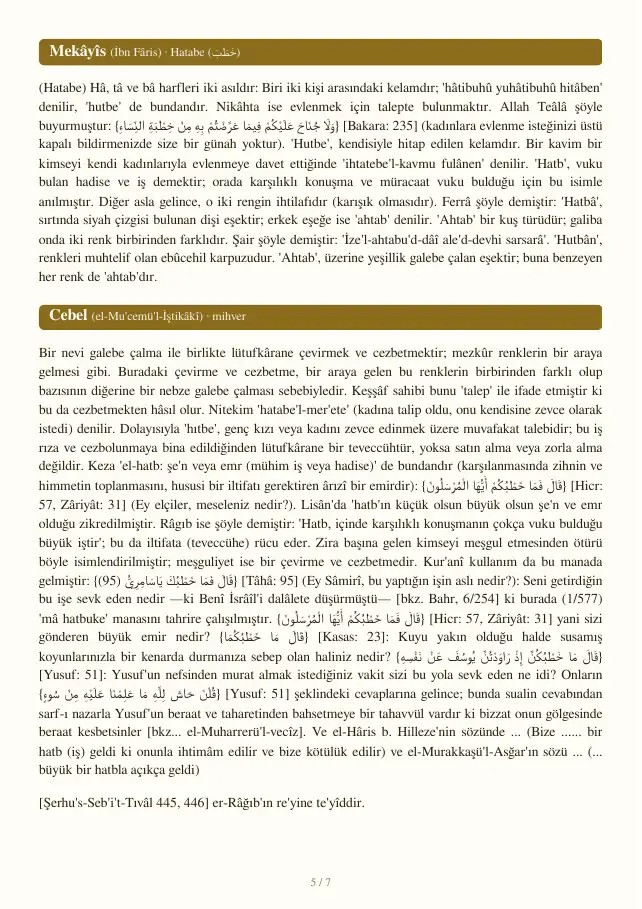 Mekâyîs (İbn Fâris) · Hatabe (خَطَبَ)
(Hatabe) Hâ, tâ ve bâ harfleri iki asıldır: Biri iki kişi arasındaki kelamdır; 'hâtibuhû yuhâtibuhû hitâben'
denilir, 'hutbe' de bundandır. Nikâhta ise evlenmek için talepte bulunmaktır. Allah Teâlâ şöyle
buyurmuştur: {وَلَا جُنَاحَ عَلَيْكُمْ فِيمَا عَرَّضْتُمْ بِهِ مِنْ خِطْبَةِ النِّسَاءِ} [Bakara: 235] (kadınlara evlenme isteğinizi üstü
kapalı bildirmenizde size bir günah yoktur). 'Hutbe', kendisiyle hitap edilen kelamdır. Bir kavim bir
kimseyi kendi kadınlarıyla evlenmeye davet ettiğinde 'ihtatebe'l-kavmu fulânen' denilir. 'Hatb', vuku
bulan hadise ve iş demektir; orada karşılıklı konuşma ve müracaat vuku bulduğu için bu isimle
anılmıştır. Diğer asla gelince, o iki rengin ihtilafıdır (karışık olmasıdır). Ferrâ şöyle demiştir: 'Hatbâ',
sırtında siyah çizgisi bulunan dişi eşektir; erkek eşeğe ise 'ahtab' denilir. 'Ahtab' bir kuş türüdür; galiba
onda iki renk birbirinden farklıdır. Şair şöyle demiştir: 'İze'l-ahtabu'd-dâî ale'd-devhi sarsarâ'. 'Hutbân',
renkleri muhtelif olan ebûcehil karpuzudur. 'Ahtab', üzerine yeşillik galebe çalan eşektir; buna benzeyen
her renk de 'ahtab'dır.
Cebel (el-Mu'cemü'l-İştikâkî) · mihver
Bir nevi galebe çalma ile birlikte lütufkârane çevirmek ve cezbetmektir; mezkûr renklerin bir araya
gelmesi gibi. Buradaki çevirme ve cezbetme, bir araya gelen bu renklerin birbirinden farklı olup
bazısının diğerine bir nebze galebe çalması sebebiyledir. Keşşâf sahibi bunu 'talep' ile ifade etmiştir ki
bu da cezbetmekten hâsıl olur. Nitekim 'hatabe'l-mer'ete' (kadına talip oldu, onu kendisine zevce olarak
istedi) denilir. Dolayısıyla 'hıtbe', genç kızı veya kadını zevce edinmek üzere muvafakat talebidir; bu iş
rıza ve cezbolunmaya bina edildiğinden lütufkârane bir teveccühtür, yoksa satın alma veya zorla alma
değildir. Keza 'el-hatb: şe'n veya emr (mühim iş veya hadise)' de bundandır (karşılanmasında zihnin ve
himmetin toplanmasını, hususi bir iltifatı gerektiren ârızî bir emirdir): {قَالَ فَمَا خَطْبُكُمْ أَيُّهَا الْمُرْسَلُونَ} [Hicr:
57, Zâriyât: 31] (Ey elçiler, meseleniz nedir?). Lisân'da 'hatb'ın küçük olsun büyük olsun şe'n ve emr
olduğu zikredilmiştir. Râgıb ise şöyle demiştir: 'Hatb, içinde karşılıklı konuşmanın çokça vuku bulduğu
büyük iştir'; bu da iltifata (teveccühe) rücu eder. Zira başına gelen kimseyi meşgul etmesinden ötürü
böyle isimlendirilmiştir; meşguliyet ise bir çevirme ve cezbetmedir. Kur'anî kullanım da bu manada
gelmiştir: {(95) قَالَ فَمَا خَطْبُكَ يَاسَامِرِيُّ} [Tâhâ: 95] (Ey Sâmirî, bu yaptığın işin aslı nedir?): Seni getirdiğin
bu işe sevk eden nedir —ki Benî İsrâîl'i dalâlete düşürmüştü— [bkz. Bahr, 6/254] ki burada (1/577)
'mâ hatbuke' manasını tahrire çalışılmıştır. {قَالَ فَمَا خَطْبُكُمْ أَيُّهَا الْمُرْسَلُونَ} [Hicr: 57, Zâriyât: 31] yani sizi
gönderen büyük emir nedir? {قَالَ مَا خَطْبُكُمَا} [Kasas: 23]: Kuyu yakın olduğu halde susamış
koyunlarınızla bir kenarda durmanıza sebep olan haliniz nedir? {قَالَ مَا خَطْبُكُنَّ إِذْ رَاوَدْتُنَّ يُوسُفَ عَنْ نَفْسِهِ}
[Yusuf: 51]: Yusuf'un nefsinden murat almak istediğiniz vakit sizi bu yola sevk eden ne idi? Onların
{قُلْنَ حَاشَ لِلَّهِ مَا عَلِمْنَا عَلَيْهِ مِنْ سُوءٍ} [Yusuf: 51] şeklindeki cevaplarına gelince; bunda sualin cevabından
sarf-ı nazarla Yusuf'un beraat ve taharetinden bahsetmeye bir tahavvül vardır ki bizzat onun gölgesinde
beraat kesbetsinler [bkz... el-Muharrerü'l-vecîz]. Ve el-Hâris b. Hilleze'nin sözünde ... (Bize ...... bir
hatb (iş) geldi ki onunla ihtimâm edilir ve bize kötülük edilir) ve el-Murakkaşü'l-Asğar'ın sözü ... (...
büyük bir hatbla açıkça geldi)
[Şerhu's-Seb'i't-Tıvâl 445, 446] er-Râğıb'ın re'yine te'yîddir.
5 / 7